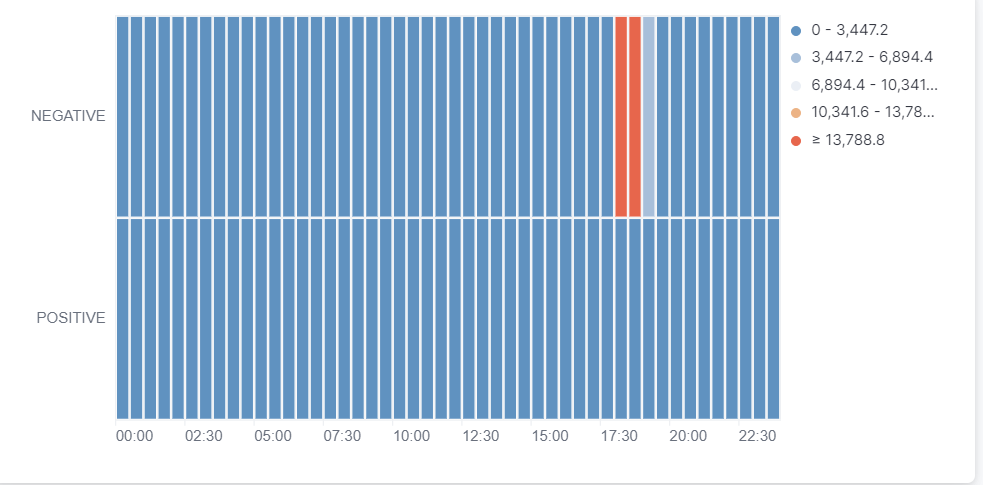 NEGATIVE
POSITIVE
00:00 02:30 05:00 07:30 10:00 12:30 15:00 17:30 20:00 22:30
0 - 3,447.2
3,447.2 - 6,894.4
6,894.4 - 10,341...
10,341.6 - 13,78...
≥ 13,788.8